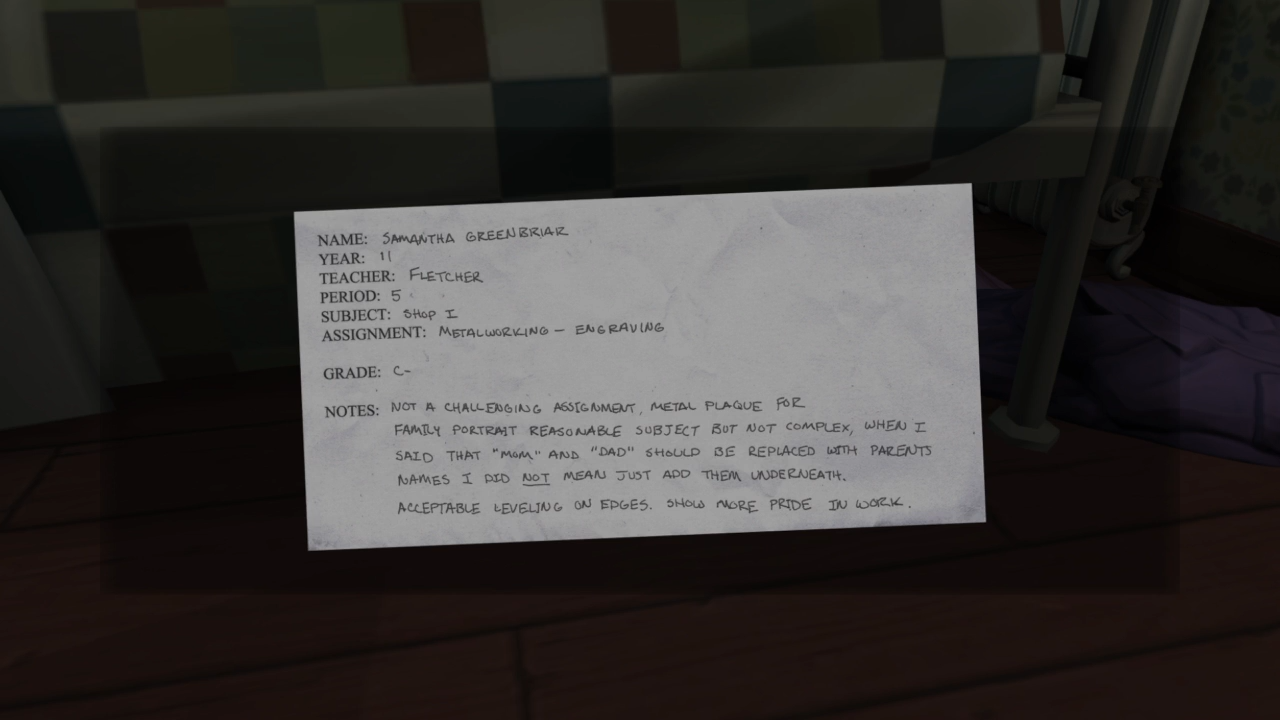 NAME: SAMANTHA GREENBRIAR
YEAR: 11
TEACHER: FLETCHER
PERIOD: 5
SUBJECT: SHOP I
ASSIGNMENT: METALWORKING - ENGRAVING
GRADE: C-
NOTES: NOT A CHALLENGING ASSIGNMENT, METAL PLAQUE FOR
FAMILY PORTRAIT REASONABLE SUBJECT BUT NOT COMPLEX, WHEN I
SAID THAT "MOM" AND "DAD" SHOULD BE REPLACED WITH PARENTS
NAMES I DID NOT MEAN JUST ADD THEM UNDERNEATH.
ACCEPTABLE LEVELING ON EDGES. SHOW MORE PRIDE IN WORK.